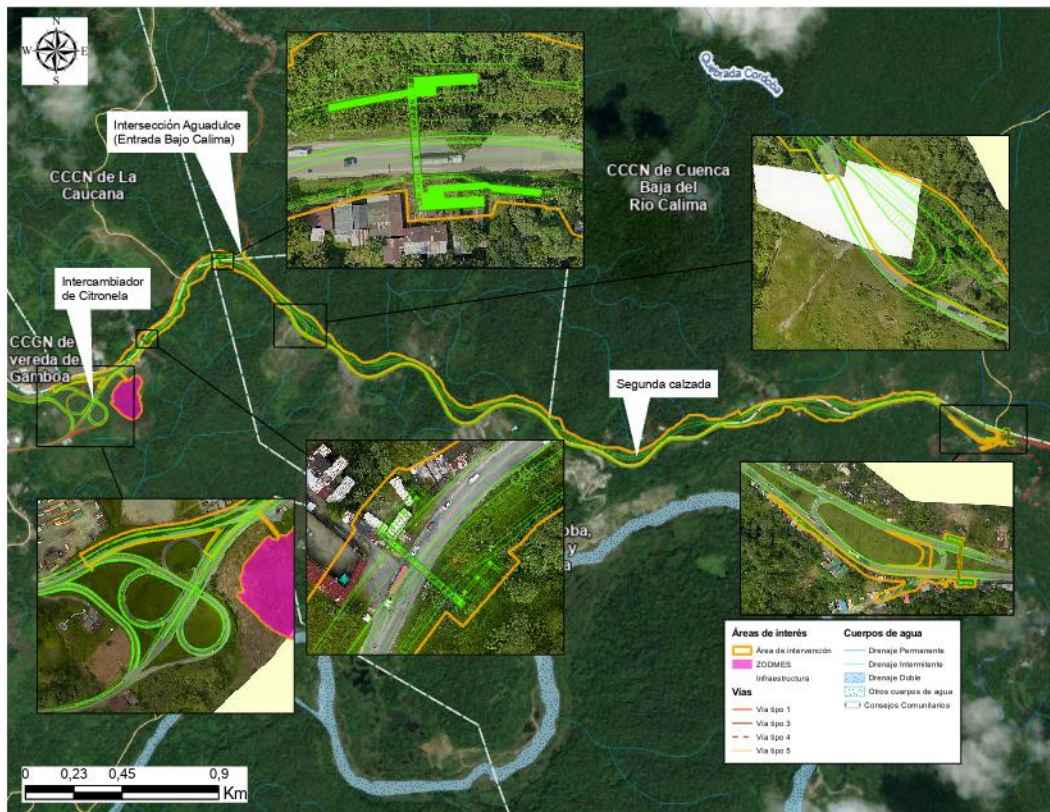 N
W E
S
Quebrada Cordoba
Intersección Aguadulce
(Entrada Bajo Calima)
CCCN de La
Caucana
CCCN de Cuenca
Baja del
Río Calima
Intercambiador
de Citronela
CCCN de
vereda de
Gamboa
Segunda calzada
oba,
y
a
Áreas de interés
Área de intervención
ZODMES
Infraestructura
Vías
Vía tipo 1
Vía tipo 3
Vía tipo 4
Vía tipo 5
Cuerpos de agua
Drenaje Permanente
Drenaje Intermitente
Drenaje Doble
Otros cuerpos de agua
Consejos Comunitarios
0 0,23 0,45 0,9
Km